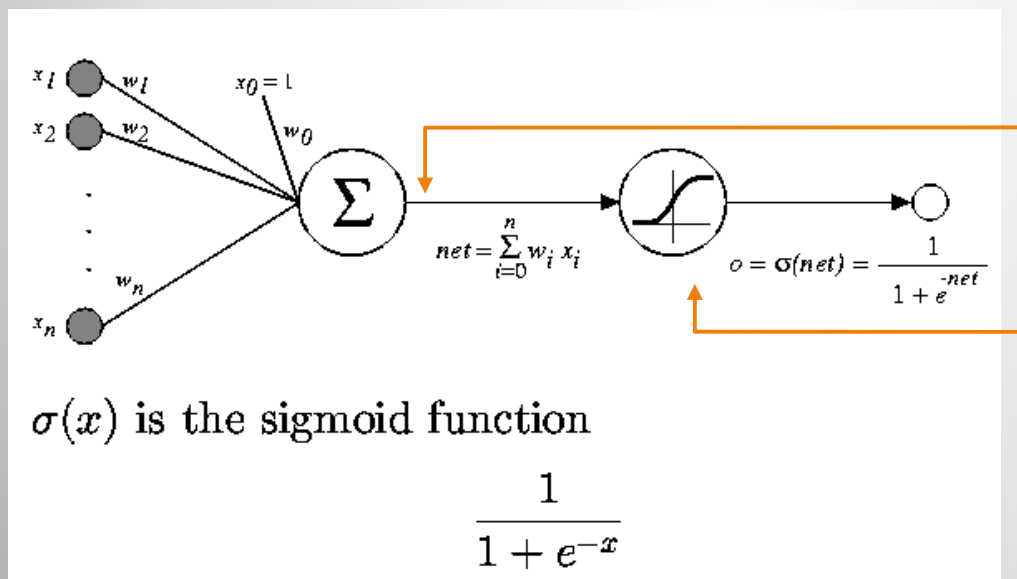 x1 w1 x0 = 1
x2 w2 w0
.
.
.
Σ
net = Σ i=0 n wi xi
o = σ(net) = 1 / 1 + e -net
wn
xn
σ(x) is the sigmoid function
1
1 + e−x